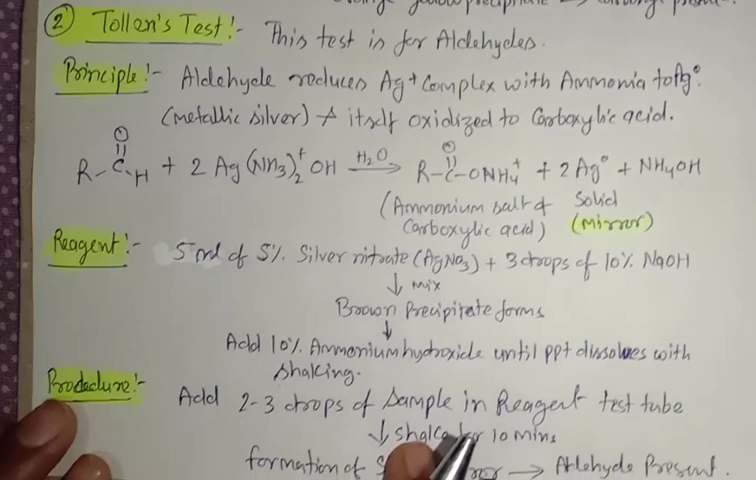 ② Tollen's Test :- This test is for Aldehydes.
Principle :- Aldehyde reduces Ag+ Complex with Ammonia to Ag°
(metallic silver) & itself oxidized to Carboxylic acid.
R-C(=O)-H + 2 Ag(NH3)2+ OH —H2O→ R-C(=O)-ONH4+ + 2Ag° + NH4OH
(Ammonium salt of Carboxylic acid) Solid (mirror)
Reagent :- 5 ml of 5% Silver nitrate (AgNO3) + 3 drops of 10% NaOH
↓ mix
Brown Precipitate forms
↓
Add 10% Ammonium hydroxide until ppt dissolves with
shaking.
Prodedure :- Add 2-3 drops of Sample in Reagent test tube
↓ shake for 10 mins
formation of → Aldehyde Present.